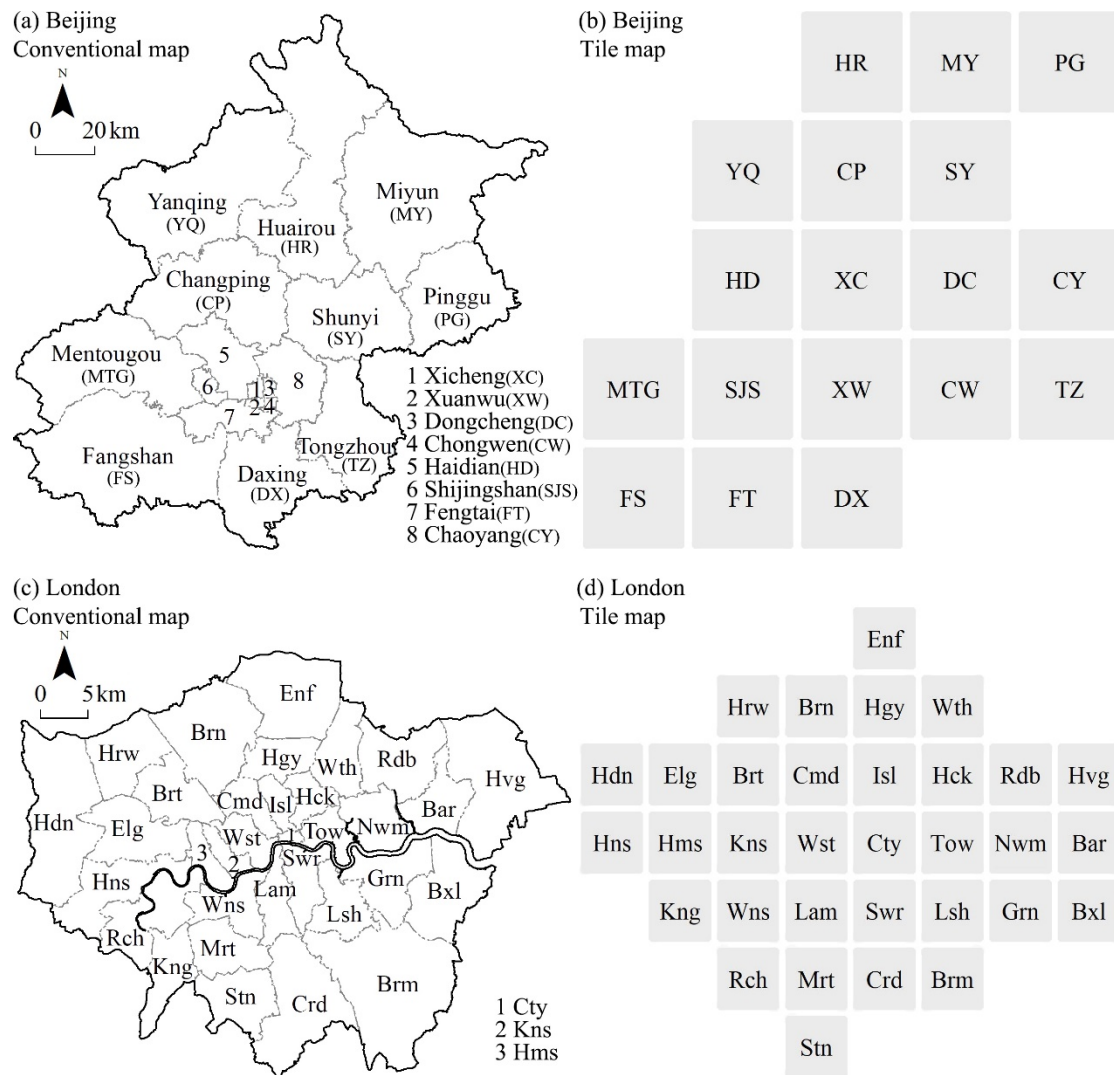 (a) Beijing
Conventional map
N
0 20 km
Yanqing
(YQ)
Huairou
(HR)
Miyun
(MY)
Changping
(CP)
Shunyi
(SY)
Pinggu
(PG)
Mentougou
(MTG)
5
6
1 3
2 4
8
7
Fangshan
(FS)
Daxing
(DX)
Tongzhou
(TZ)
1 Xicheng(XC)
2 Xuanwu(XW)
3 Dongcheng(DC)
4 Chongwen(CW)
5 Haidian(HD)
6 Shijingshan(SJS)
7 Fengtai(FT)
8 Chaoyang(CY)
(b) Beijing
Tile map
HR MY PG
YQ CP SY
HD XC DC CY
MTG SJS XW CW TZ
FS FT DX
(c) London
Conventional map
N
0 5 km
Enf
Brn
Hrw
Hgy
Wth
Rdb
Hvg
Brt
Cmd
Isl
Hck
Bar
Hdn
Elg
Wst
1
Tow
Nwm
3
2
Swr
Hns
Wns
Lam
Lsh
Grn
Bxl
Rch
Kng
Mrt
Stn
Crd
Brm
1 Cty
2 Kns
3 Hms
(d) London
Tile map
Enf
Hrw Brn Hgy Wth
Hdn Elg Brt Cmd Isl Hck Rdb Hvg
Hns Hms Kns Wst Cty Tow Nwm Bar
Kng Wns Lam Swr Lsh Grn Bxl
Rch Mrt Crd Brm
Stn